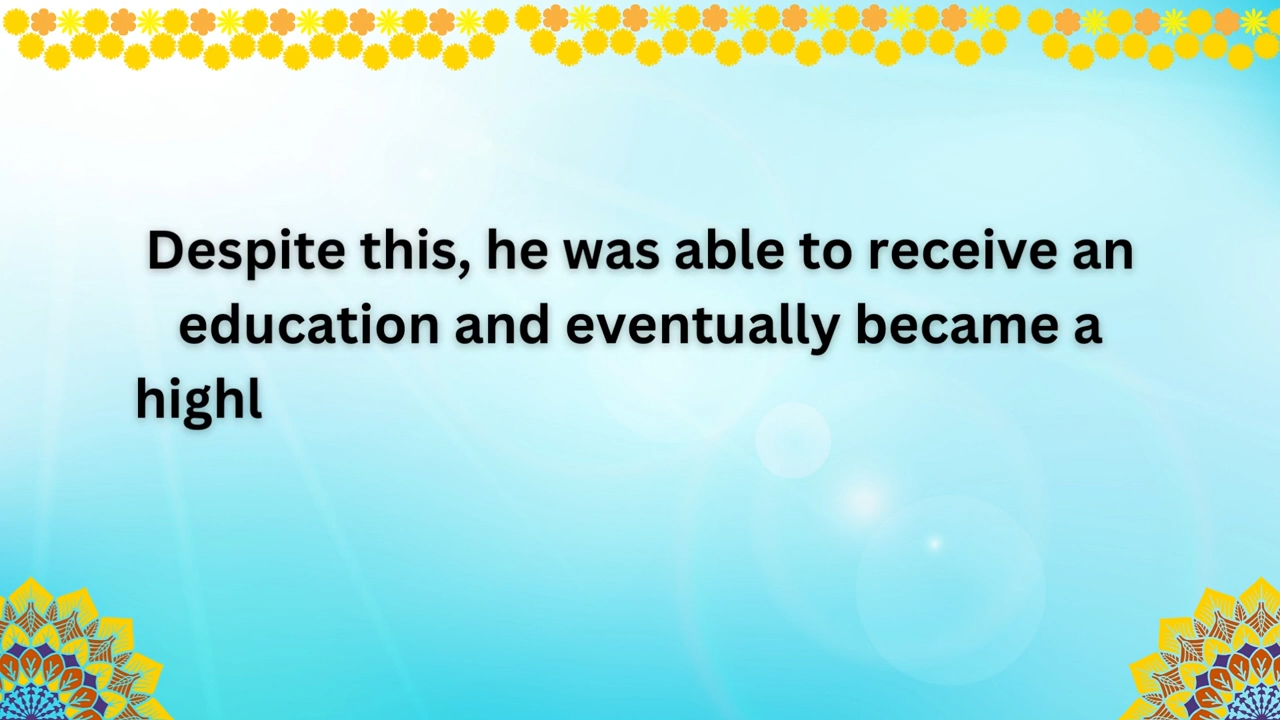 Despite this, he was able to receive an
education and eventually became a
highl